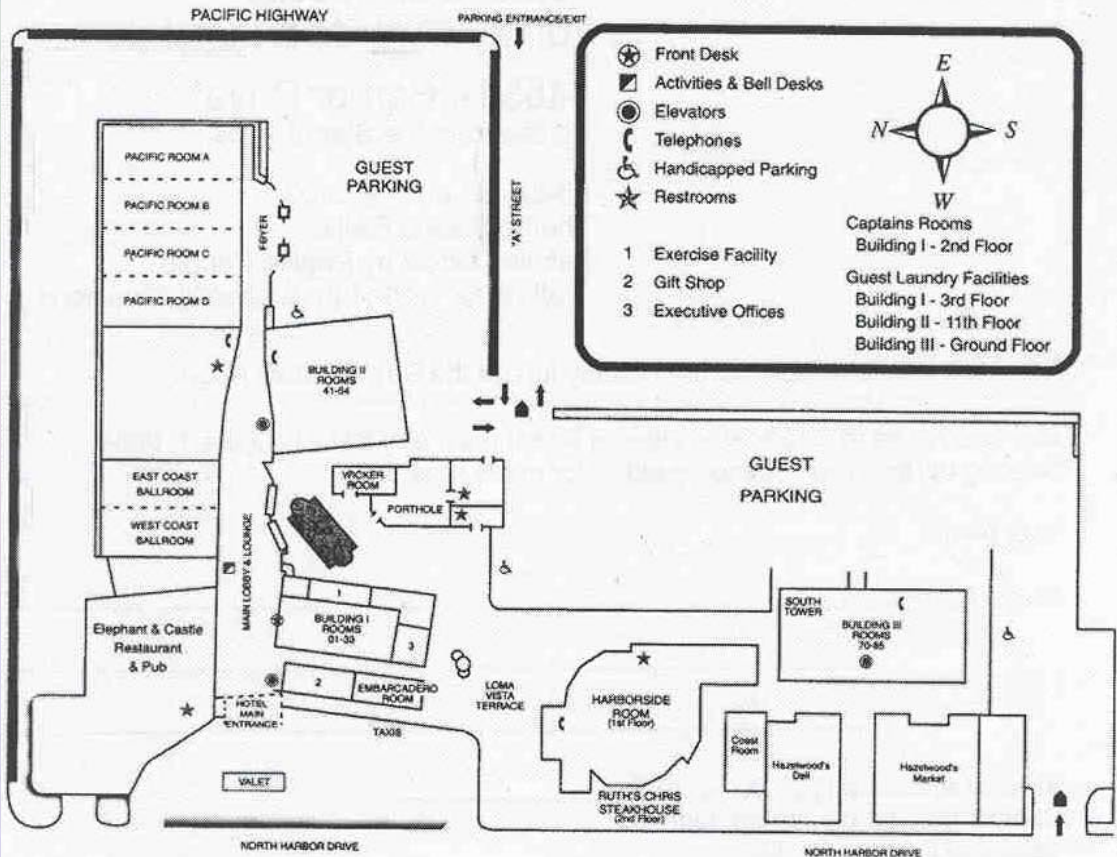 PACIFIC HIGHWAY
PARKING ENTRANCE/EXIT
Front Desk
Activities & Bell Desks
Elevators
Telephones
Handicapped Parking
Restrooms
1 Exercise Facility
2 Gift Shop
3 Executive Offices
E
N
S
W
Captains Rooms
Building I - 2nd Floor
Guest Laundry Facilities
Building I - 3rd Floor
Building II - 11th Floor
Building III - Ground Floor
PACIFIC ROOM A
PACIFIC ROOM B
PACIFIC ROOM C
PACIFIC ROOM D
FRYER
GUEST
PARKING
"A" STREET
BUILDING II
ROOMS
41-64
EAST COAST
BALLROOM
WEST COAST
BALLROOM
MAIN LOBBY & LOUNGE
WICKER
ROOM
PORTHOLE
GUEST
PARKING
1
BUILDING I
ROOMS
01-33
3
2
EMBARCADERO
ROOM
Elephant & Castle
Restaurant
& Pub
HOTEL
MAIN
ENTRANCE
TAXIS
VALET
LOMA
VISTA
TERRACE
HARBORSIDE
ROOM
(1st Floor)
RUTH'S CHRIS
STEAKHOUSE
(2nd Floor)
SOUTH
TOWER
BUILDING III
ROOMS
70-85
Coast
Room
Hazelwood's
Deli
Hazelwood's
Market
NORTH HARBOR DRIVE
NORTH HARBOR DRIVE